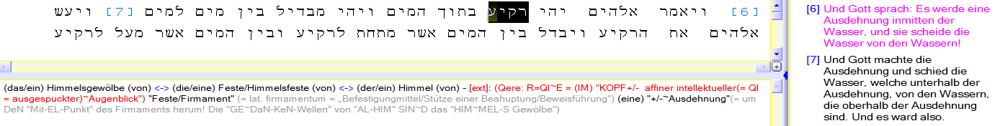 [6] ויאמר אלהים יהי רקיע בתוך המים ויהי מבדיל בין מים למים [7] ויעש
אלהים את הרקיע ויבדל בין המים אשר מתחת לרקיע ובין המים אשר מעל לרקיע
(das/ein) Himmelsgewölbe (von) <-> (die/eine) Feste/Himmelsfeste (von) <-> (der/ein) Himmel (von) - [ext]: (Qere: R=QI~E = (IM) "KOPF+/- affiner intellektueller(= QI
= ausgespuckter)~Augenblick") "Feste/Firmament" (= lat. firmamentum = „Befestigungmittel/Stütze einer Beahuptung/Beweisführung") (eine) "+/-~Ausdehnung"(= um
DeN "Mit-EL-Punkt" des Firmaments herum! Die "GE~DaN-KeN-Wellen" von "AL-HIM" SIN~D das "HIM~MEL-S Gewölbe")
[6] Und Gott sprach: Es werde eine
Ausdehnung inmitten der
Wasser, und sie scheide die
Wasser von den Wassern!
[7] Und Gott machte die
Ausdehnung und schied die
Wasser, welche unterhalb der
Ausdehnung, von den Wassern,
die oberhalb der Ausdehnung
sind. Und es ward also.